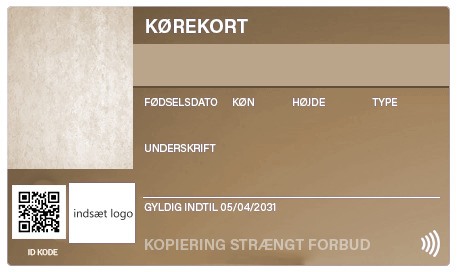 KØREKORT
FØDSELSDATO KØN HØJDE TYPE
UNDERSKRIFT
indsæt logo
GYLDIG INDTIL 05/04/2031
KOPIERING STRÆNGT FORBUD
ID KODE